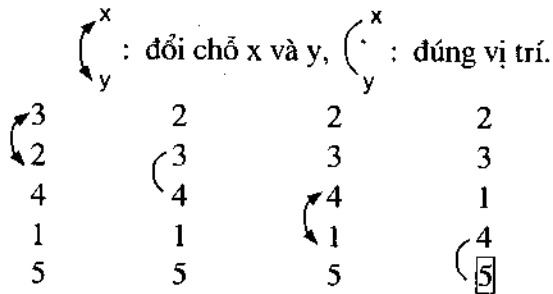 x
y : đổi chỗ x và y, x
y : đúng vị trí.
3 2 2 2
2 3 3 3
4 4 4 1
1 1 1 4
5 5 5 5